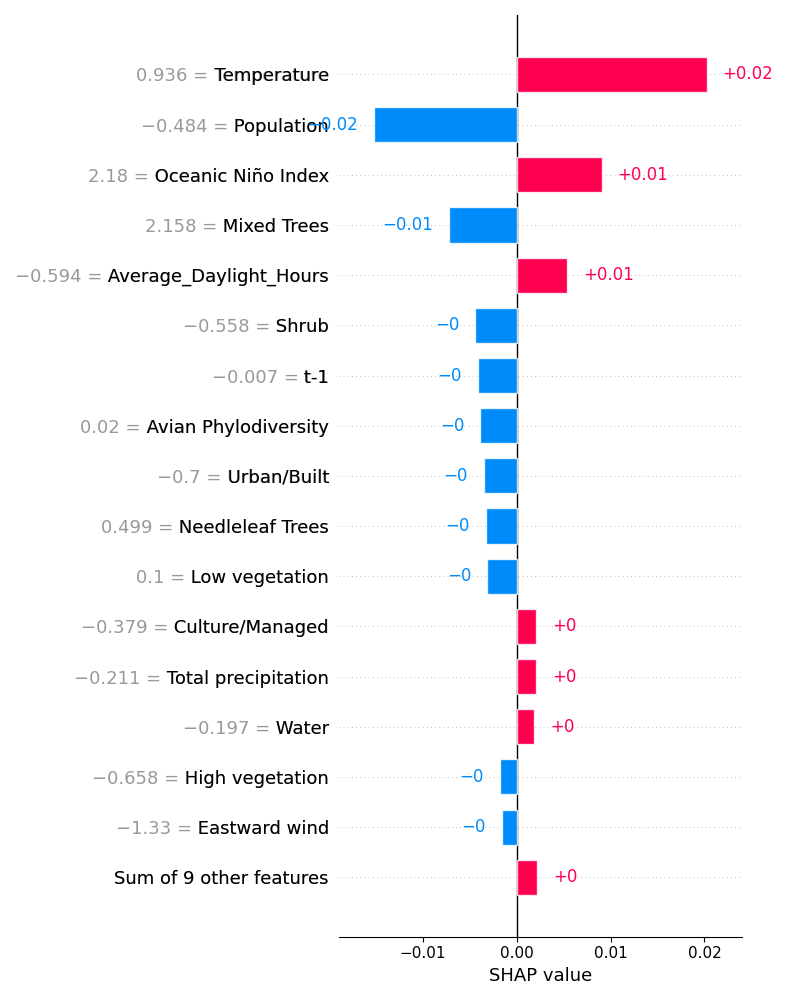 0.936 = Temperature +0.02
−0.484 = Population −0.02
2.18 = Oceanic Niño Index +0.01
2.158 = Mixed Trees −0.01
−0.594 = Average_Daylight_Hours +0.01
−0.558 = Shrub −0
−0.007 = t-1 −0
0.02 = Avian Phylodiversity −0
−0.7 = Urban/Built −0
0.499 = Needleleaf Trees −0
0.1 = Low vegetation −0
−0.379 = Culture/Managed +0
−0.211 = Total precipitation +0
−0.197 = Water +0
−0.658 = High vegetation −0
−1.33 = Eastward wind −0
Sum of 9 other features +0
−0.01 0.00 0.01 0.02
SHAP value